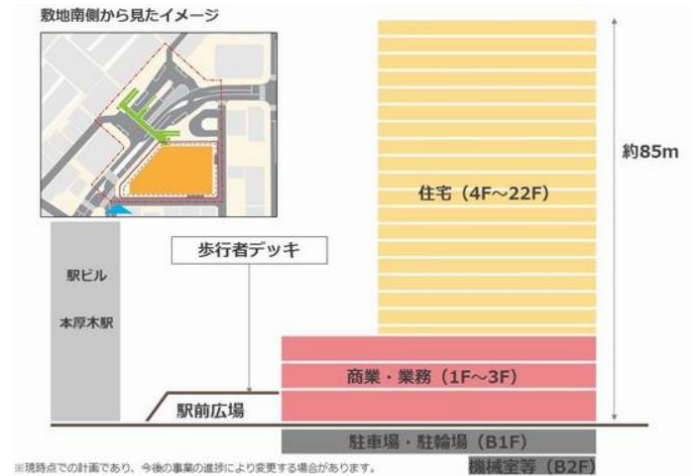 敷地南側から見たイメージ
約85m
住宅（4F～22F）
歩行者デッキ
駅ビル
本厚木駅
商業・業務（1F～3F）
駅前広場
駐車場・駐輪場（B1F）
機械室等（B2F）
※現時点での計画であり、今後の事業の進捗により変更する場合があります。